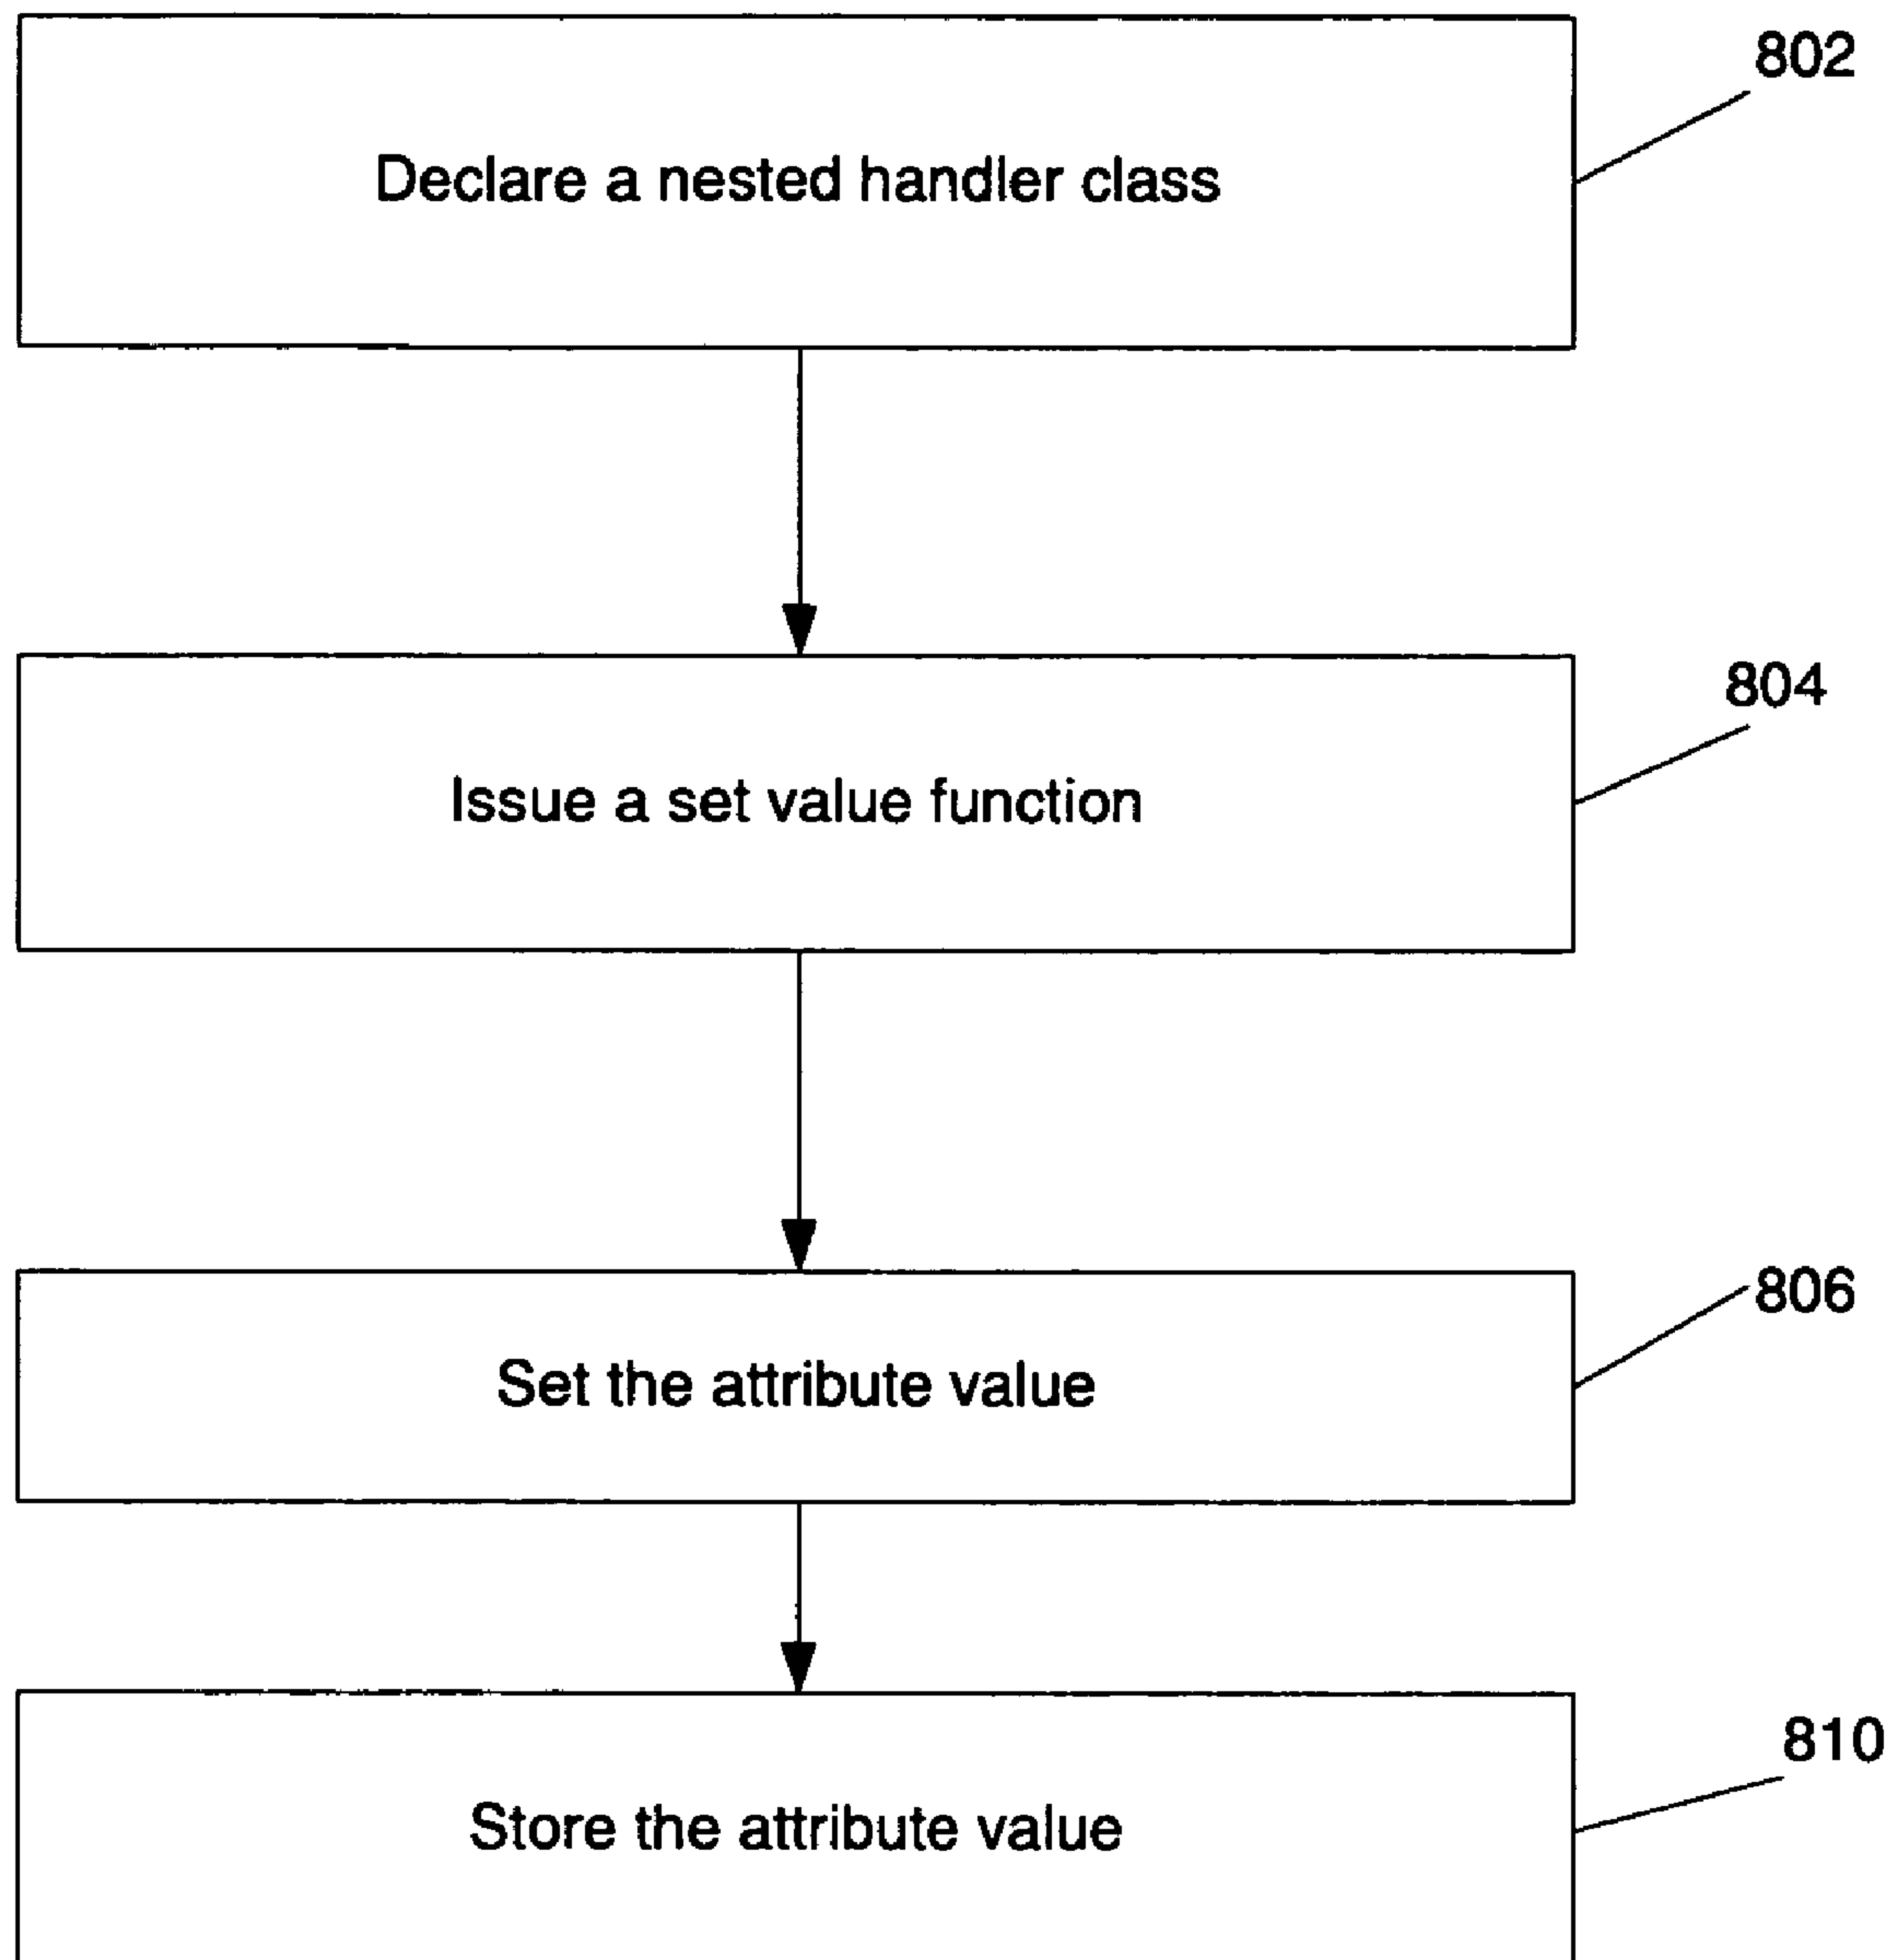 802
Declare a nested handler class
804
Issue a set value function
806
Set the attribute value
810
Store the attribute value